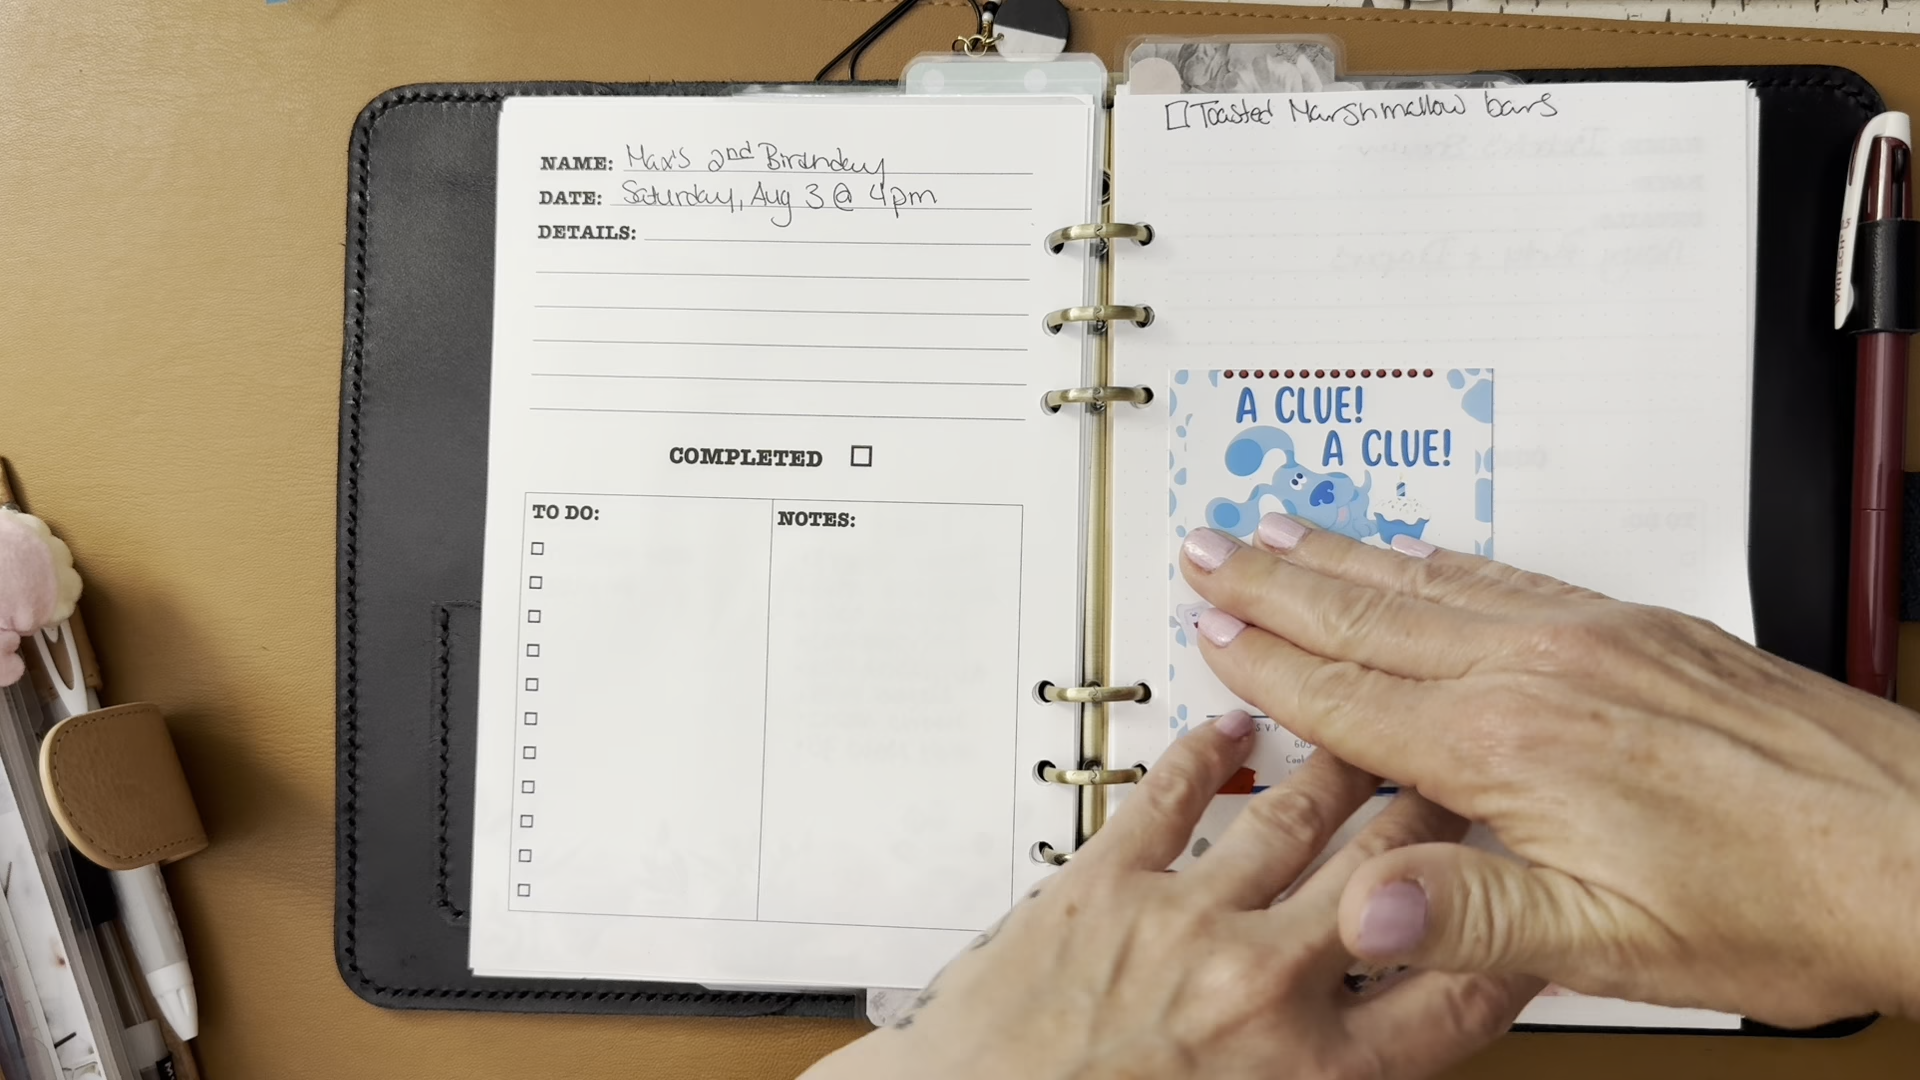 NAME: Max's 2nd Birthday
DATE: Saturday, Aug 3 @ 4pm
DETAILS:
COMPLETED
TO DO:
NOTES:
Toasted Marshmallow bars
A CLUE!
A CLUE!